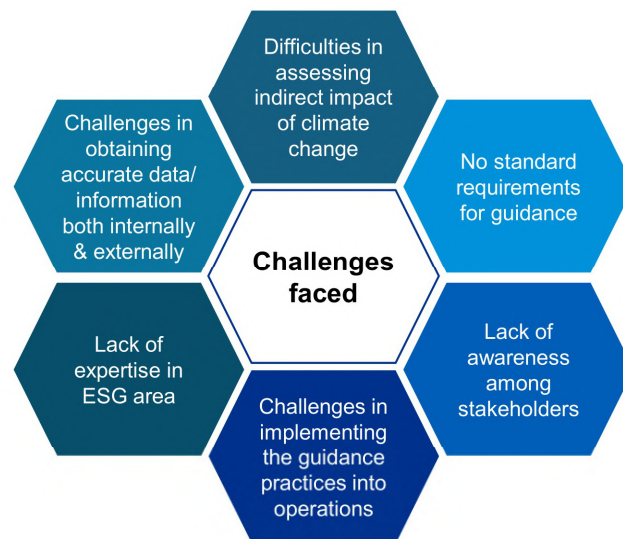 Difficulties in
assessing
indirect impact
of climate
change
Challenges in
obtaining
accurate data/
information
both internally
& externally
No standard
requirements
for guidance
Challenges
faced
Lack of
expertise in
ESG area
Lack of
awareness
among
stakeholders
Challenges in
implementing
the guidance
practices into
operations